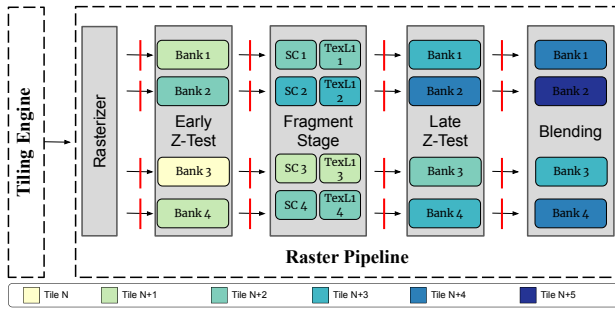 Tiling Engine
Rasterizer
Bank 1
Bank 2
Early
Z-Test
Bank 3
Bank 4
SC 1
TexL1
1
SC 2
TexL1
2
Fragment
Stage
SC 3
TexL1
3
SC 4
TexL1
4
Bank 1
Bank 2
Late
Z-Test
Bank 3
Bank 4
Bank 1
Bank 2
Blending
Bank 3
Bank 4
Raster Pipeline
Tile N
Tile N+1
Tile N+2
Tile N+3
Tile N+4
Tile N+5